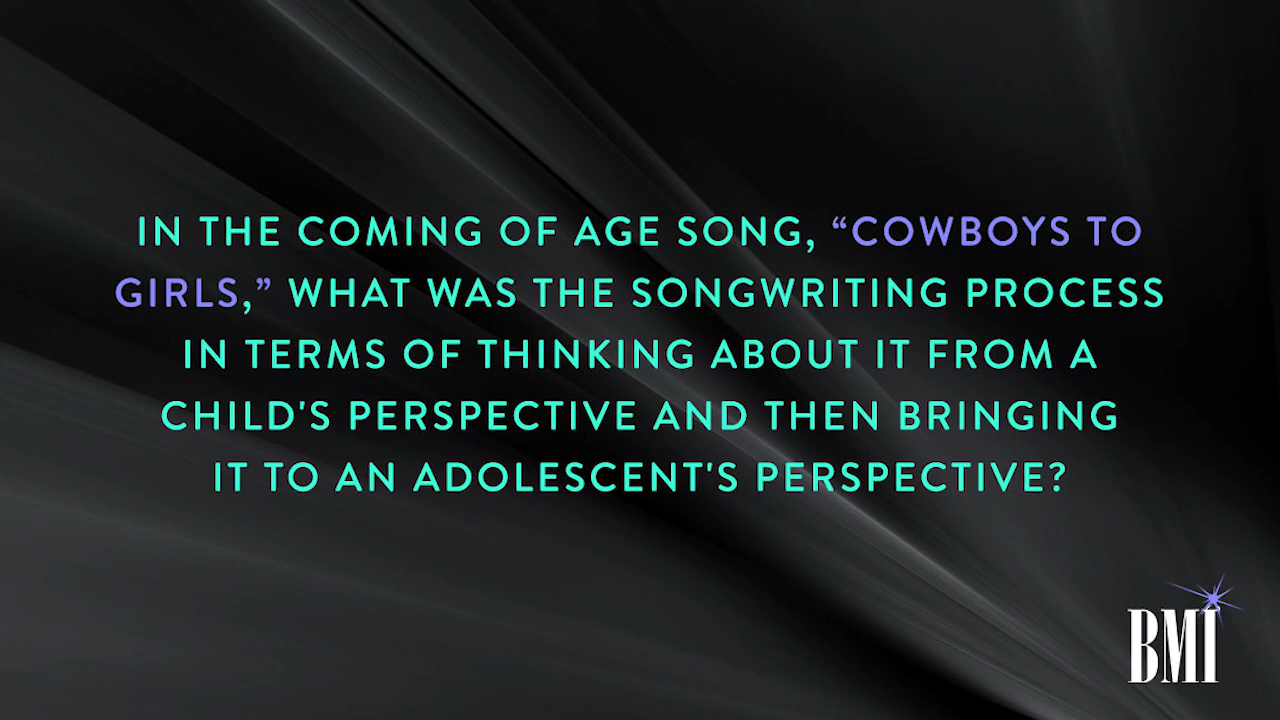 IN THE COMING OF AGE SONG, “COWBOYS TO
GIRLS,” WHAT WAS THE SONGWRITING PROCESS
IN TERMS OF THINKING ABOUT IT FROM A
CHILD'S PERSPECTIVE AND THEN BRINGING
IT TO AN ADOLESCENT'S PERSPECTIVE?
BMI